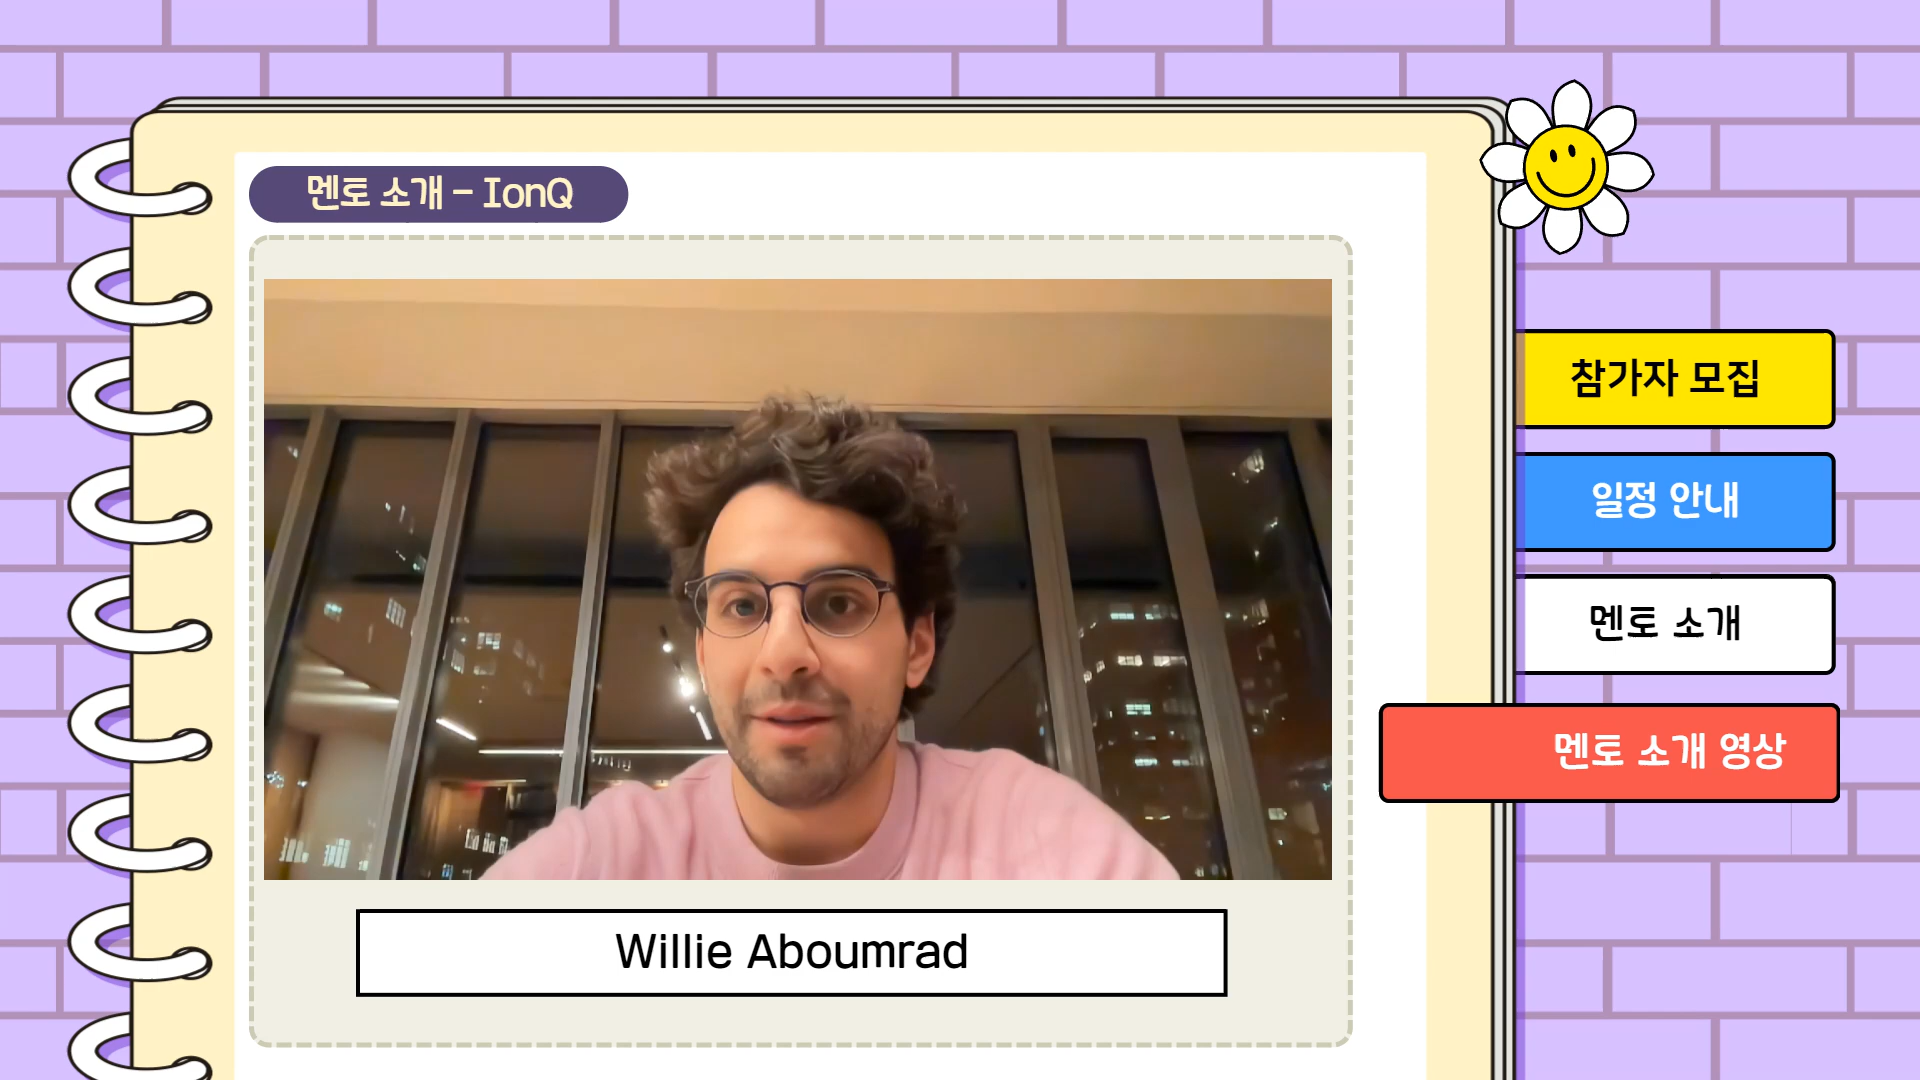 멘토 소개 – IonQ
Willie Aboumrad
참가자 모집
일정 안내
멘토 소개
멘토 소개 영상